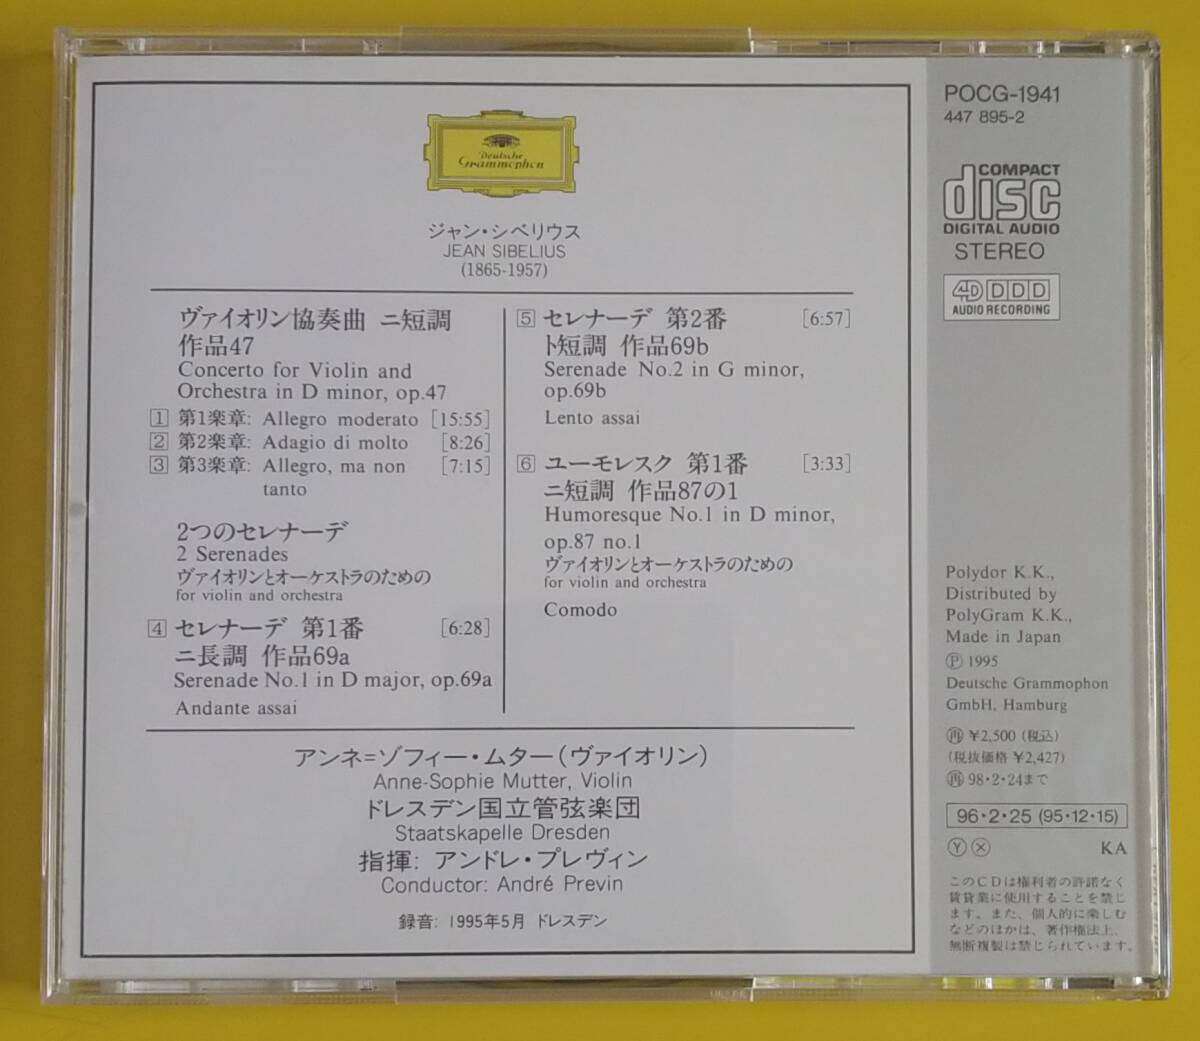 Deutsche
Grammophon
ジャン・シベリウス
JEAN SIBELIUS
(1865-1957)
ヴァイオリン協奏曲 ニ短調
作品47
Concerto for Violin and
Orchestra in D minor, op.47
1 第1楽章: Allegro moderato [15:55]
2 第2楽章: Adagio di molto [8:26]
3 第3楽章: Allegro, ma non [7:15]
tanto
2つのセレナーデ
2 Serenades
ヴァイオリンとオーケストラのための
for violin and orchestra
4 セレナーデ 第1番 [6:28]
ニ長調 作品69a
Serenade No.1 in D major, op.69a
Andante assai
5 セレナーデ 第2番 [6:57]
ト短調 作品69b
Serenade No.2 in G minor,
op.69b
Lento assai
6 ユーモレスク 第1番 [3:33]
ニ短調 作品87の1
Humoresque No.1 in D minor,
op.87 no.1
ヴァイオリンとオーケストラのための
for violin and orchestra
Comodo
アンネ=ゾフィー・ムター(ヴァイオリン)
Anne-Sophie Mutter, Violin
ドレスデン国立管弦楽団
Staatskapelle Dresden
指揮: アンドレ・プレヴィン
Conductor: André Previn
録音: 1995年5月 ドレスデン
POCG-1941
447 895-2
COMPACT
disc
DIGITAL AUDIO
STEREO
4D DDD
AUDIO RECORDING
Polydor K.K.,
Distributed by
PolyGram K.K.,
Made in Japan
Ⓟ 1995
Deutsche Grammophon
GmbH, Hamburg
再 ¥2,500 (税込)
(税抜価格 ¥2,427)
再 98・2・24まで
96・2・25 (95・12・15)
Ⓨ Ⓧ KA
このCDは権利者の許諾なく
賃貸業に使用することを禁じ
ます。また、個人的に楽しむ
などのほかは、著作権法上、
無断複製は禁じられています。